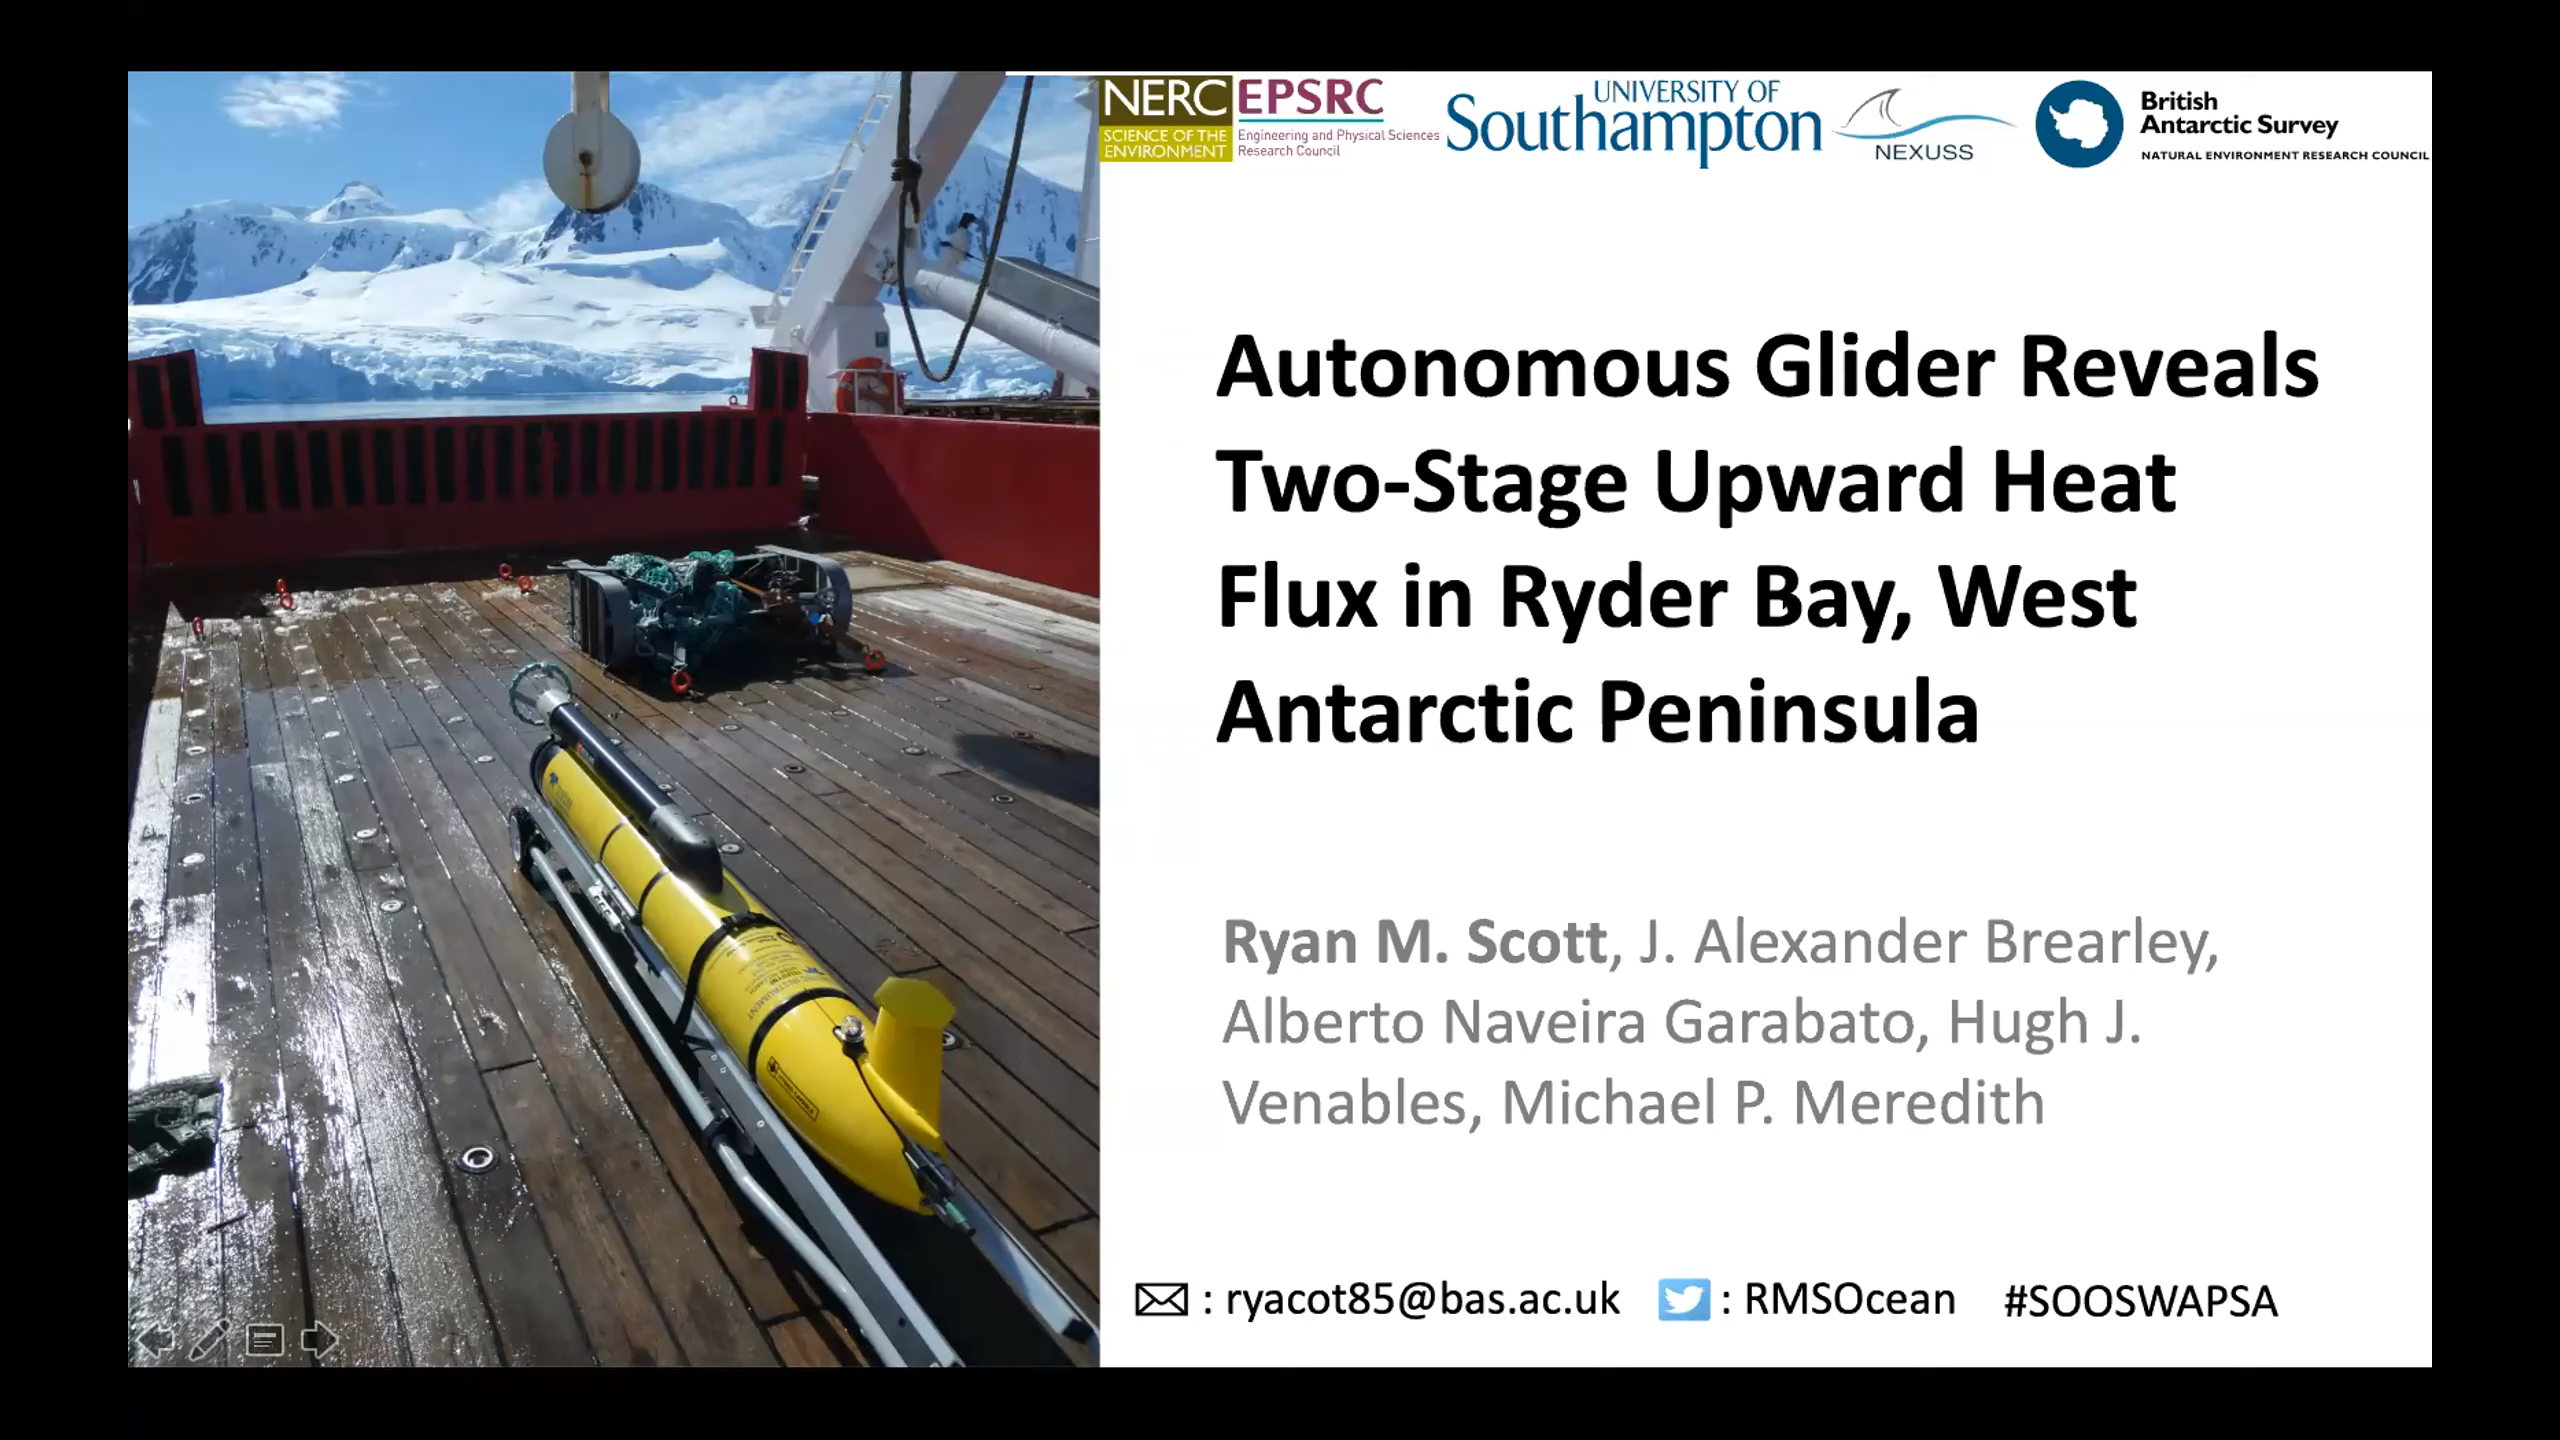 NERC
SCIENCE OF THE
ENVIRONMENT
EPSRC
Engineering and Physical Sciences
Research Council
UNIVERSITY OF
Southampton
NEXUSS
British
Antarctic Survey
NATURAL ENVIRONMENT RESEARCH COUNCIL
Autonomous Glider Reveals
Two-Stage Upward Heat
Flux in Ryder Bay, West
Antarctic Peninsula
Ryan M. Scott, J. Alexander Brearley,
Alberto Naveira Garabato, Hugh J.
Venables, Michael P. Meredith
: ryacot85@bas.ac.uk : RMSOcean #SOOSWAPSA